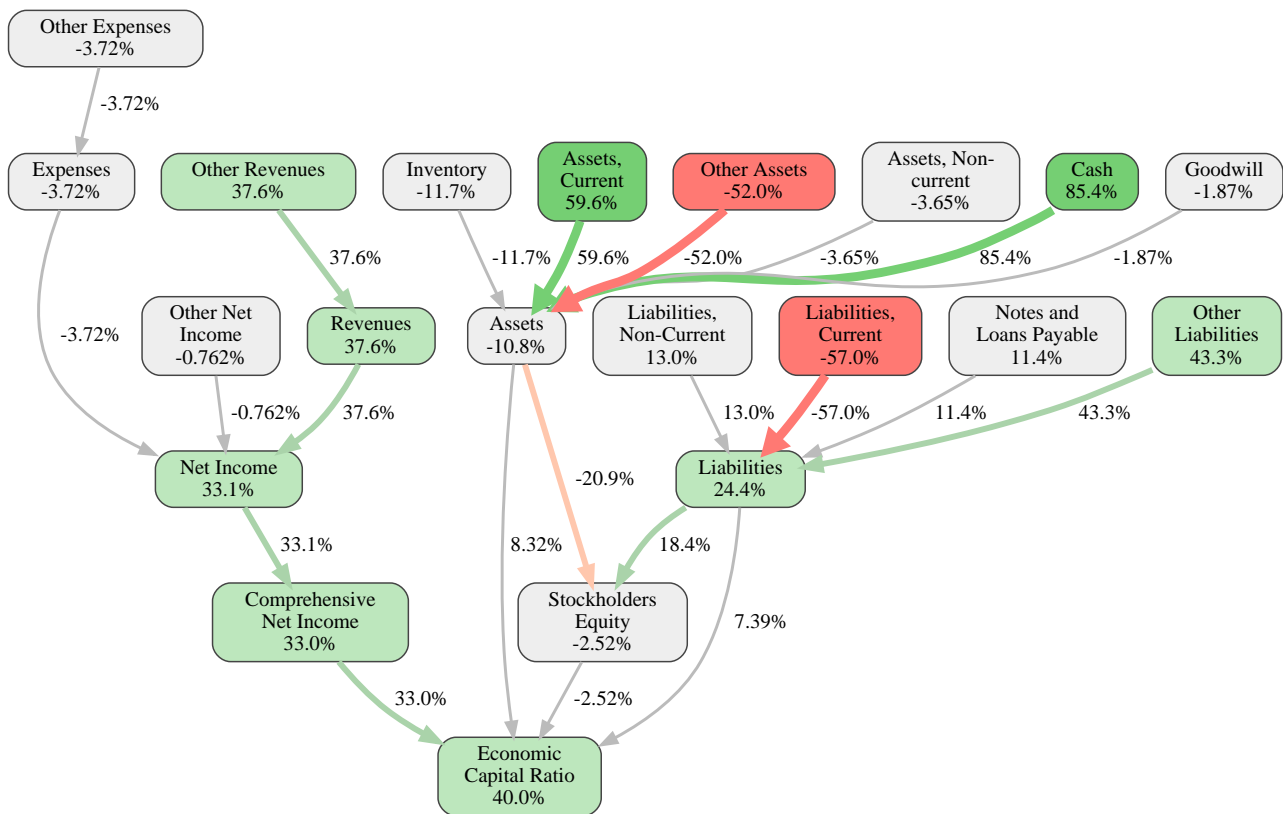 Other Expenses
-3.72%
-3.72%
Expenses
-3.72%
Other Revenues
37.6%
Inventory
-11.7%
Assets,
Current
59.6%
Other Assets
-52.0%
Assets, Non-
current
-3.65%
Cash
85.4%
Goodwill
-1.87%
37.6%
-11.7%
59.6%
-52.0%
-3.65%
85.4%
-1.87%
-3.72%
Other Net
Income
-0.762%
Revenues
37.6%
Assets
-10.8%
Liabilities,
Non-Current
13.0%
Liabilities,
Current
-57.0%
Notes and
Loans Payable
11.4%
Other
Liabilities
43.3%
-0.762%
37.6%
13.0%
-57.0%
11.4%
43.3%
Net Income
33.1%
-20.9%
Liabilities
24.4%
33.1%
8.32%
18.4%
Comprehensive
Net Income
33.0%
Stockholders
Equity
-2.52%
7.39%
33.0%
-2.52%
Economic
Capital Ratio
40.0%